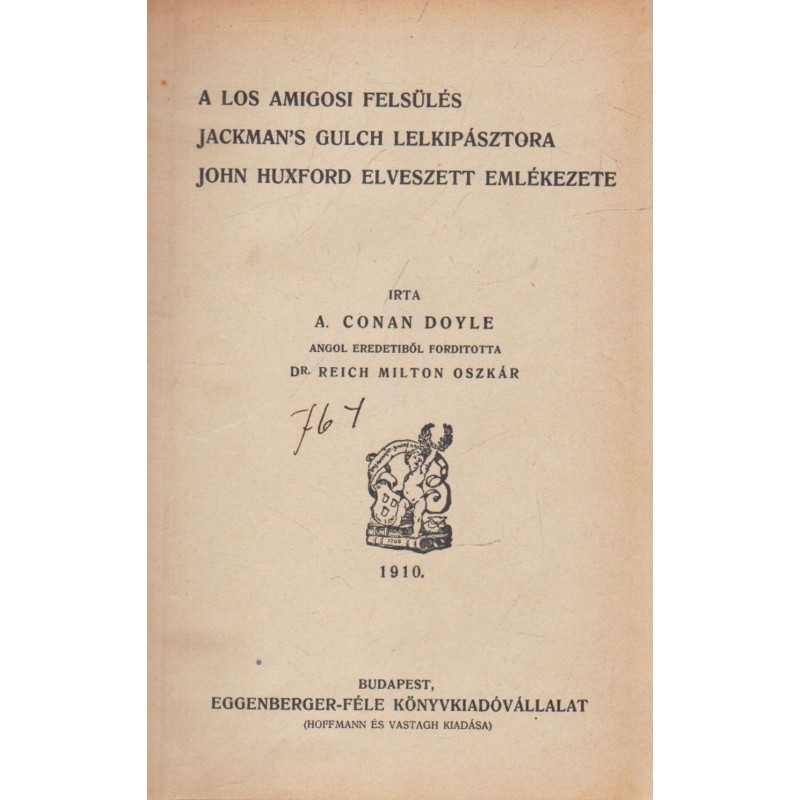 A LOS AMIGOSI FELSÜLÉS
JACKMAN'S GULCH LELKIPÁSZTORA
JOHN HUXFORD ELVESZETT EMLÉKEZETE
IRTA
A. CONAN DOYLE
ANGOL EREDETIBŐL FORDITOTTA
DR. REICH MILTON OSZKÁR
764
1910.
BUDAPEST,
EGGENBERGER-FÉLE KÖNYVKIADÓVÁLLALAT
(HOFFMANN ÉS VASTAGH KIADÁSA)